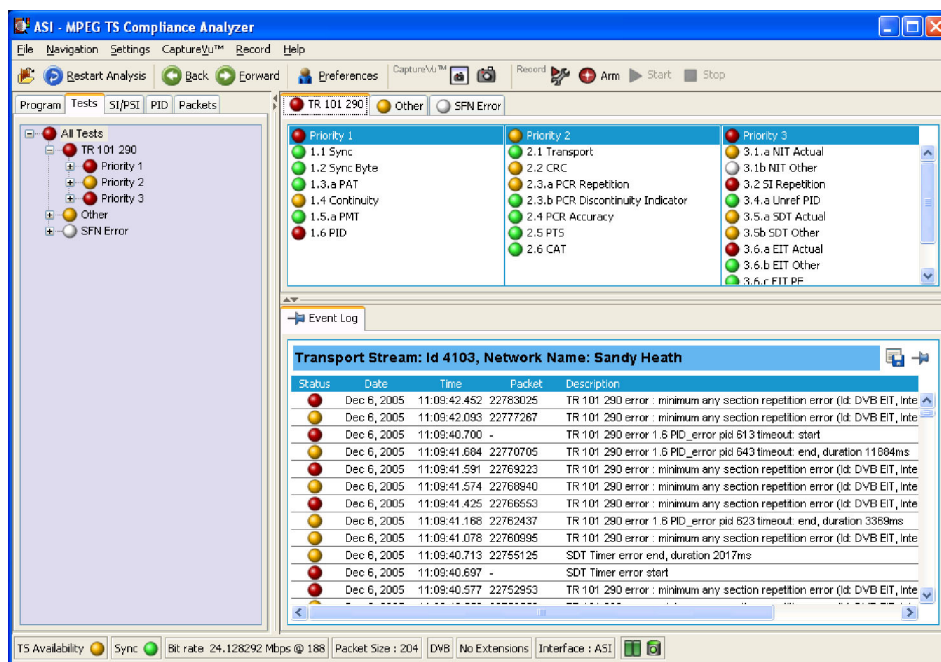 ASI - MPEG TS Compliance Analyzer
File Navigation Settings CaptureVu™ Record Help
Restart Analysis Back Forward Preferences CaptureVu™ Record Arm Start Stop
Program Tests SI/PSI PID Packets
TR 101 290 Other SFN Error
All Tests
TR 101 290
Priority 1
Priority 2
Priority 3
Other
SFN Error
Priority 1
1.1 Sync
1.2 Sync Byte
1.3.a PAT
1.4 Continuity
1.5.a PMT
1.6 PID
Priority 2
2.1 Transport
2.2 CRC
2.3.a PCR Repetition
2.3.b PCR Discontinuity Indicator
2.4 PCR Accuracy
2.5 PTS
2.6 CAT
Priority 3
3.1.a NIT Actual
3.1b NIT Other
3.2 SI Repetition
3.4.a Unref PID
3.5.a SDT Actual
3.5b SDT Other
3.6.a EIT Actual
3.6.b EIT Other
3.6.c EIT PF
Event Log
Transport Stream: Id 4103, Network Name: Sandy Heath
Status Date Time Packet Description
Dec 6, 2005 11:09:42.452 22783025 TR 101 290 error : minimum any section repetition error (Id: DVB EIT, Inte
Dec 6, 2005 11:09:42.093 22777267 TR 101 290 error : minimum any section repetition error (Id: DVB EIT, Inte
Dec 6, 2005 11:09:40.700 - TR 101 290 error 1.6 PID_error pid 613 timeout: start
Dec 6, 2005 11:09:41.684 22770705 TR 101 290 error 1.6 PID_error pid 643 timeout: end, duration 11884ms
Dec 6, 2005 11:09:41.591 22769223 TR 101 290 error : minimum any section repetition error (Id: DVB EIT, Inte
Dec 6, 2005 11:09:41.574 22768940 TR 101 290 error : minimum any section repetition error (Id: DVB EIT, Inte
Dec 6, 2005 11:09:41.425 22766553 TR 101 290 error : minimum any section repetition error (Id: DVB EIT, Inte
Dec 6, 2005 11:09:41.168 22762437 TR 101 290 error 1.6 PID_error pid 623 timeout: end, duration 3369ms
Dec 6, 2005 11:09:41.078 22760995 TR 101 290 error : minimum any section repetition error (Id: DVB EIT, Inte
Dec 6, 2005 11:09:40.713 22755125 SDT Timer error end, duration 2017ms
Dec 6, 2005 11:09:40.697 - SDT Timer error start
Dec 6, 2005 11:09:40.577 22752953 TR 101 290 error : minimum any section repetition error (Id: DVB EIT, Inte
TS Availability Sync Bit rate 24.128292 Mbps @ 188 Packet Size : 204 DVB No Extensions Interface : ASI